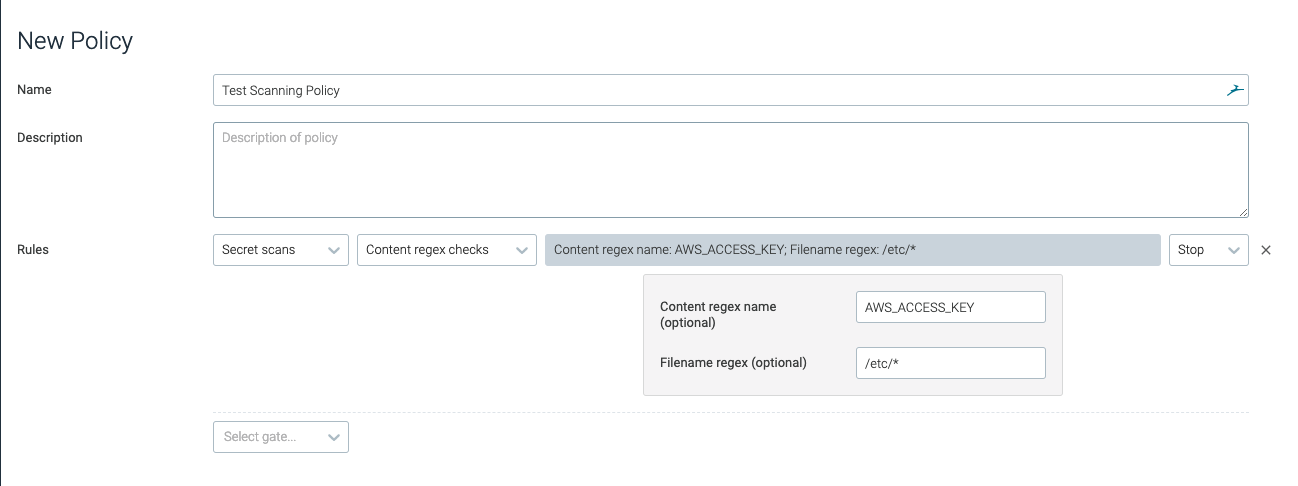 New Policy
Name
Test Scanning Policy
Description
Description of policy
Rules
Secret scans
Content regex checks
Content regex name: AWS_ACCESS_KEY; Filename regex: /etc/*
Stop
Content regex name
(optional)
AWS_ACCESS_KEY
Filename regex (optional)
/etc/*
Select gate...